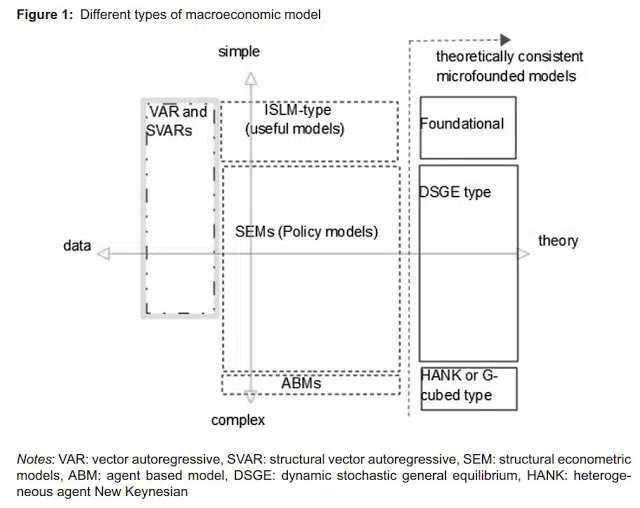 Figure 1: Different types of macroeconomic model
simple
theoretically consistent
microfounded models
VAR and
SVARs
ISLM-type
(useful models)
Foundational
DSGE type
SEMs (Policy models)
data
theory
ABMs
HANK or G-
cubed type
complex
Notes: VAR: vector autoregressive, SVAR: structural vector autoregressive, SEM: structural econometric
models, ABM: agent based model, DSGE: dynamic stochastic general equilibrium, HANK: heteroge-
neous agent New Keynesian